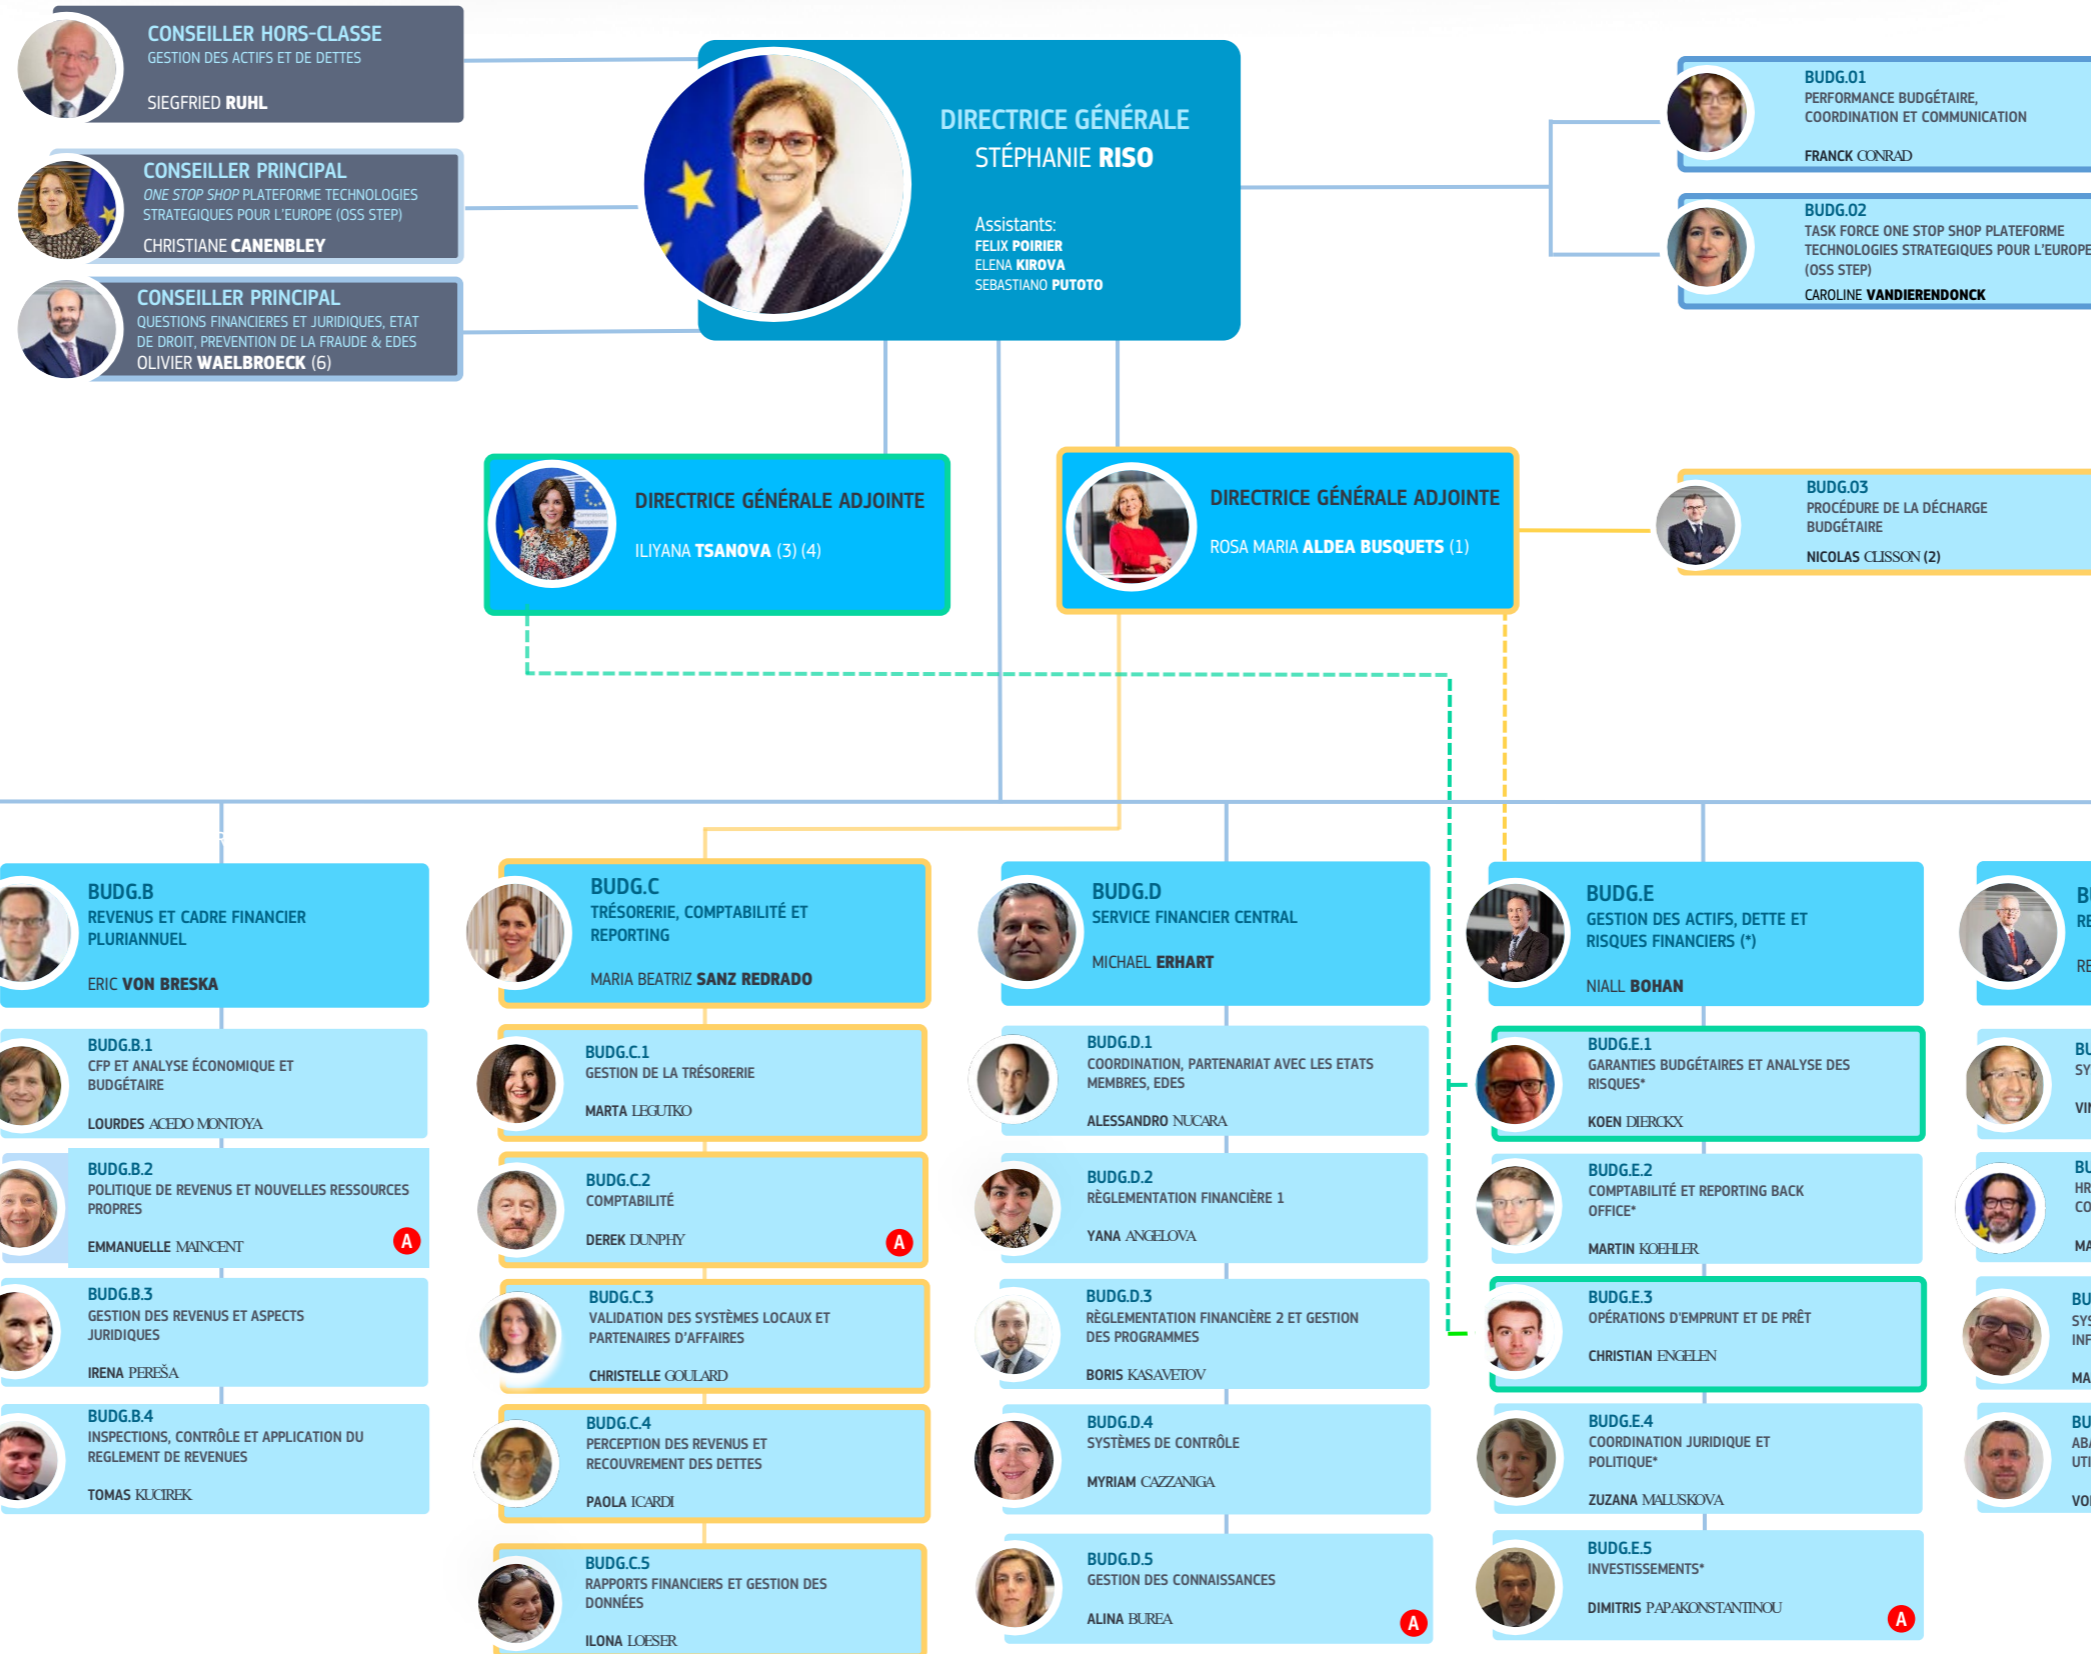 CONSEILLER HORS-CLASSE
GESTION DES ACTIFS ET DE DETTES
SIEGFRIED RUHL
CONSEILLER PRINCIPAL
ONE STOP SHOP PLATEFORME TECHNOLOGIES
STRATEGIQUES POUR L'EUROPE (OSS STEP)
CHRISTIANE CANENBLEY
CONSEILLER PRINCIPAL
QUESTIONS FINANCIERES ET JURIDIQUES, ETAT
DE DROIT, PREVENTION DE LA FRAUDE & EDES
OLIVIER WAELBROECK (6)
DIRECTRICE GÉNÉRALE
STÉPHANIE RISO
Assistants:
FELIX POIRIER
ELENA KIROVA
SEBASTIANO PUTOTO
BUDG.01
PERFORMANCE BUDGÉTAIRE,
COORDINATION ET COMMUNICATION
FRANCK CONRAD
BUDG.02
TASK FORCE ONE STOP SHOP PLATEFORME
TECHNOLOGIES STRATEGIQUES POUR L'EUROPE
(OSS STEP)
CAROLINE VANDIERENDONCK
DIRECTRICE GÉNÉRALE ADJOINTE
ILIYANA TSANOVA (3) (4)
DIRECTRICE GÉNÉRALE ADJOINTE
ROSA MARIA ALDEA BUSQUETS (1)
BUDG.03
PROCÉDURE DE LA DÉCHARGE
BUDGÉTAIRE
NICOLAS CLISSON (2)
BUDG.B
REVENUS ET CADRE FINANCIER
PLURIANNUEL
ERIC VON BRESKA
BUDG.B.1
CFP ET ANALYSE ÉCONOMIQUE ET
BUDGÉTAIRE
LOURDES ACEDO MONTOYA
BUDG.B.2
POLITIQUE DE REVENUS ET NOUVELLES RESSOURCES
PROPRES
EMMANUELLE MAINCENT
A
BUDG.B.3
GESTION DES REVENUS ET ASPECTS
JURIDIQUES
IRENA PEREŠA
BUDG.B.4
INSPECTIONS, CONTRÔLE ET APPLICATION DU
REGLEMENT DE REVENUES
TOMAS KUCIREK
BUDG.C
TRÉSORERIE, COMPTABILITÉ ET
REPORTING
MARIA BEATRIZ SANZ REDRADO
BUDG.C.1
GESTION DE LA TRÉSORERIE
MARTA LEGUTKO
BUDG.C.2
COMPTABILITÉ
DEREK DUNPHY
A
BUDG.C.3
VALIDATION DES SYSTÈMES LOCAUX ET
PARTENAIRES D'AFFAIRES
CHRISTELLE GOULARD
BUDG.C.4
PERCEPTION DES REVENUS ET
RECOUVREMENT DES DETTES
PAOLA ICARDI
BUDG.C.5
RAPPORTS FINANCIERS ET GESTION DES
DONNÉES
ILONA LOESER
BUDG.D
SERVICE FINANCIER CENTRAL
MICHAEL ERHART
BUDG.D.1
COORDINATION, PARTENARIAT AVEC LES ETATS
MEMBRES, EDES
ALESSANDRO NUCARA
BUDG.D.2
RÈGLEMENTATION FINANCIÈRE 1
YANA ANGELOVA
BUDG.D.3
RÈGLEMENTATION FINANCIÈRE 2 ET GESTION
DES PROGRAMMES
BORIS KASAVETOV
BUDG.D.4
SYSTÈMES DE CONTRÔLE
MYRIAM CAZZANIGA
BUDG.D.5
GESTION DES CONNAISSANCES
ALINA BUREA
A
BUDG.E
GESTION DES ACTIFS, DETTE ET
RISQUES FINANCIERS (*)
NIALL BOHAN
BUDG.E.1
GARANTIES BUDGÉTAIRES ET ANALYSE DES
RISQUES*
KOEN DIERCKX
BUDG.E.2
COMPTABILITÉ ET REPORTING BACK
OFFICE*
MARTIN KOEHLER
BUDG.E.3
OPÉRATIONS D'EMPRUNT ET DE PRÊT
CHRISTIAN ENGELEN
BUDG.E.4
COORDINATION JURIDIQUE ET
POLITIQUE*
ZUZANA MALUSKOVA
BUDG.E.5
INVESTISSEMENTS*
DIMITRIS PAPAKONSTANTINOU
A